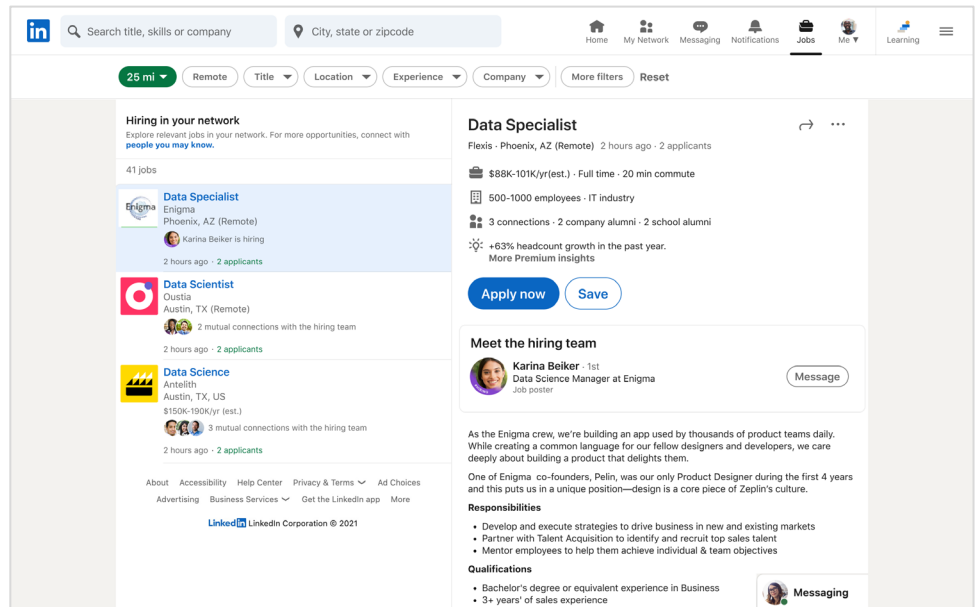 in
Search title, skills or company
City, state or zipcode
Home
My Network
Messaging
Notifications
Jobs
Me ▼
Learning
25 mi
Remote
Title
Location
Experience
Company
More filters
Reset
Hiring in your network
Explore relevant jobs in your network. For more opportunities, connect with
people you may know.
41 jobs
Enigma
Data Specialist
Enigma
Phoenix, AZ (Remote)
Karina Beiker is hiring
2 hours ago · 2 applicants
Data Scientist
Oustia
Austin, TX (Remote)
2 mutual connections with the hiring team
2 hours ago · 2 applicants
Data Science
Antelith
Austin, TX, US
$150K-190K/yr (est.)
3 mutual connections with the hiring team
2 hours ago · 2 applicants
About Accessibility Help Center Privacy & Terms Ad Choices
Advertising Business Services Get the LinkedIn app More
Linked in LinkedIn Corporation © 2021
Data Specialist
Flexis · Phoenix, AZ (Remote) 2 hours ago · 2 applicants
$88K-101K/yr(est.) · Full time · 20 min commute
500-1000 employees · IT industry
3 connections · 2 company alumni · 2 school alumni
+63% headcount growth in the past year.
More Premium insights
Apply now
Save
Meet the hiring team
Karina Beiker · 1st
Data Science Manager at Enigma
Job poster
Message
As the Enigma crew, we're building an app used by thousands of product teams daily.
While creating a common language for our fellow designers and developers, we care
deeply about building a product that delights them.
One of Enigma co-founders, Pelin, was our only Product Designer during the first 4 years
and this puts us in a unique position—design is a core piece of Zeplin's culture.
Responsibilities
• Develop and execute strategies to drive business in new and existing markets
• Partner with Talent Acquisition to identify and recruit top sales talent
• Mentor employees to help them achieve individual & team objectives
Qualifications
• Bachelor's degree or equivalent experience in Business
• 3+ years' of sales experience
Messaging